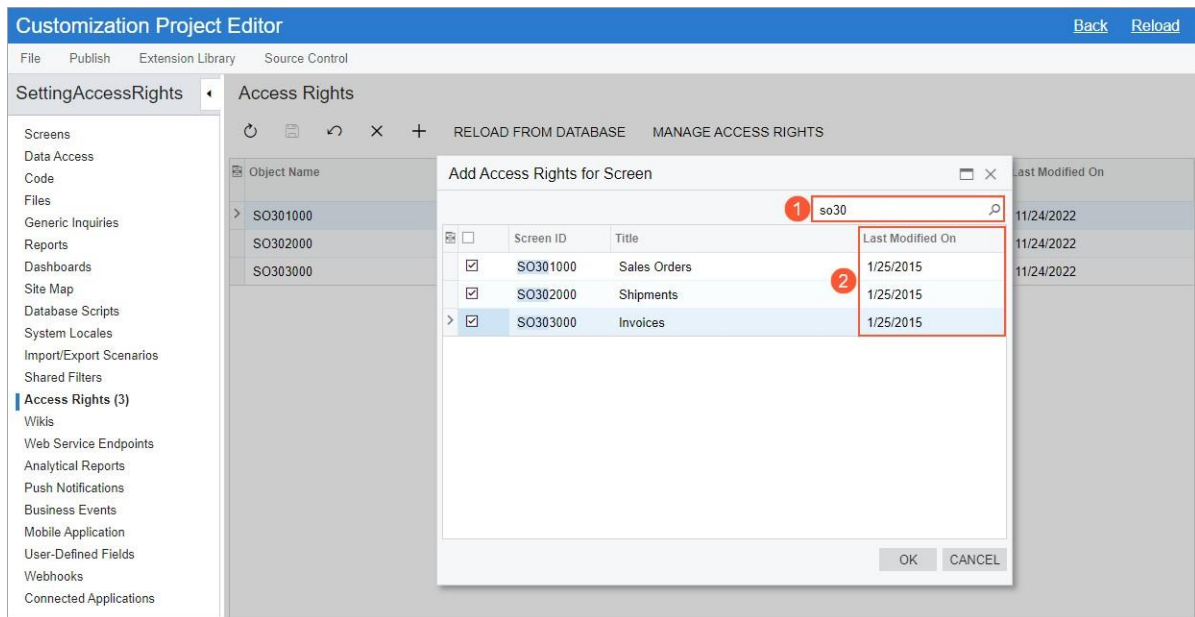 Customization Project Editor Back Reload
File Publish Extension Library Source Control
SettingAccessRights Access Rights
RELOAD FROM DATABASE MANAGE ACCESS RIGHTS
Screens
Data Access
Code
Files
Generic Inquiries
Reports
Dashboards
Site Map
Database Scripts
System Locales
Import/Export Scenarios
Shared Filters
Access Rights (3)
Wikis
Web Service Endpoints
Analytical Reports
Push Notifications
Business Events
Mobile Application
User-Defined Fields
Webhooks
Connected Applications
Object Name Last Modified On
SO301000 11/24/2022
SO302000 11/24/2022
SO303000 11/24/2022
Add Access Rights for Screen
1 so30
Screen ID Title Last Modified On
SO301000 Sales Orders 1/25/2015
2
SO302000 Shipments 1/25/2015
SO303000 Invoices 1/25/2015
OK CANCEL